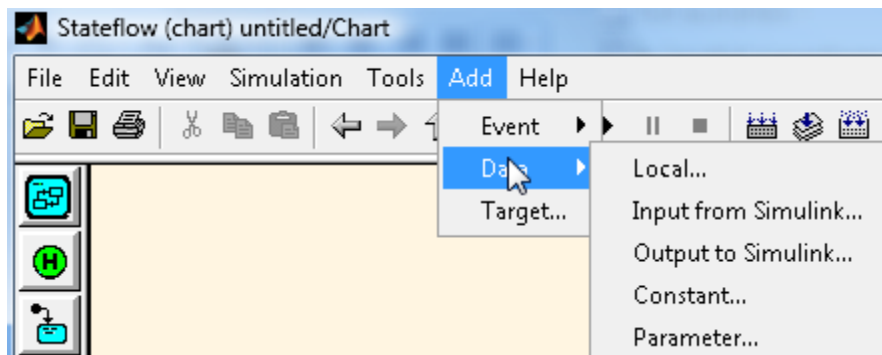 Stateflow (chart) untitled/Chart
File Edit View Simulation Tools Add Help
Event
Data
Target...
Local...
Input from Simulink...
Output to Simulink...
Constant...
Parameter...
H